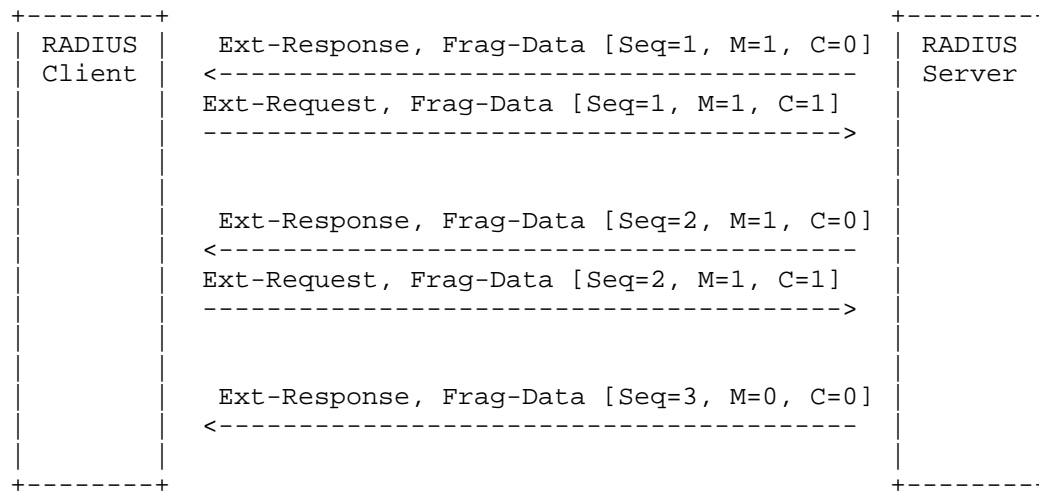 RADIUS Ext-Response, Frag-Data [Seq=1, M=1, C=0] RADIUS
Client Server
Ext-Request, Frag-Data [Seq=1, M=1, C=1]
Ext-Response, Frag-Data [Seq=2, M=1, C=0]
Ext-Request, Frag-Data [Seq=2, M=1, C=1]
Ext-Response, Frag-Data [Seq=3, M=0, C=0]